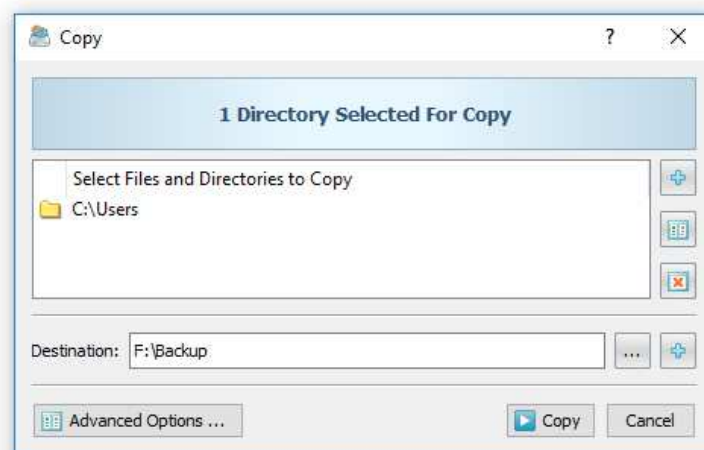 Copy ?
1 Directory Selected For Copy
Select Files and Directories to Copy
C:\Users
Destination: F:\Backup ...
Advanced Options ... Copy Cancel